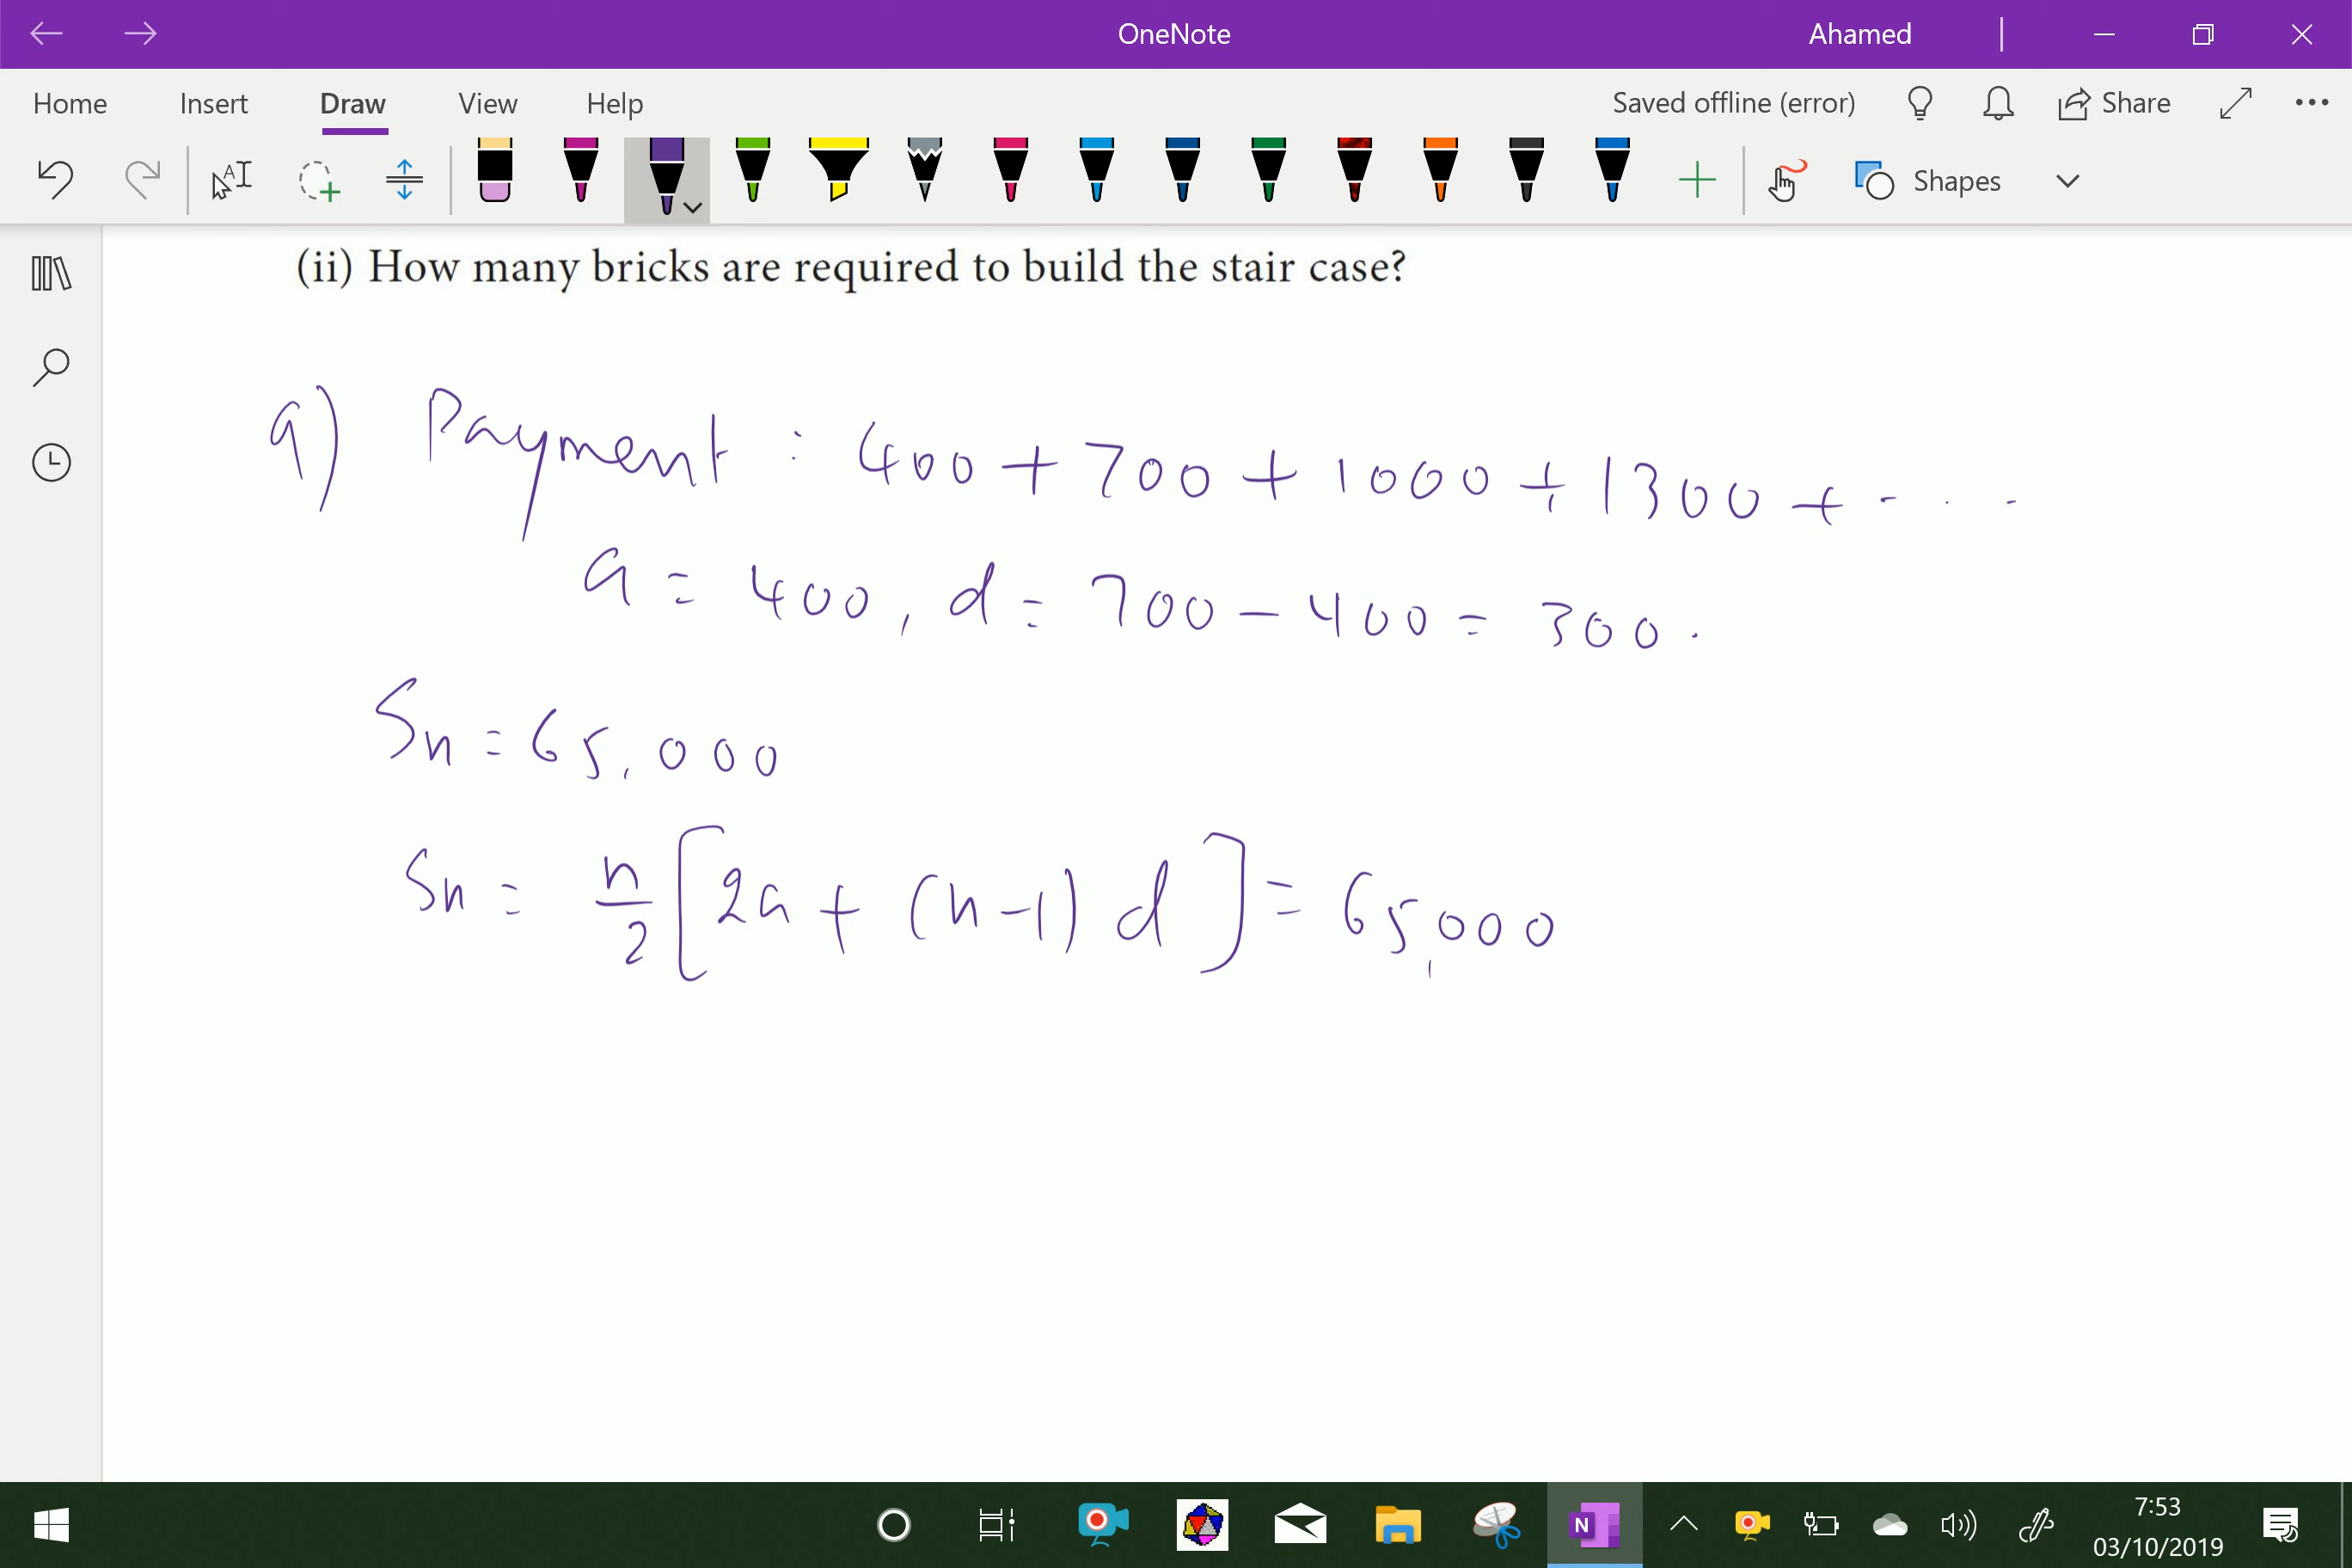 OneNote
Ahamed
Home Insert Draw View Help
Saved offline (error)
Share
Shapes
(ii) How many bricks are required to build the stair case?
9) Payment : 400 + 700 + 1000 + 1300 + - . . -
a = 400, d = 700 - 400 = 300.
Sn = 65,000
Sn = n/2 [2a + (n-1) d] = 65,000
7:53
03/10/2019